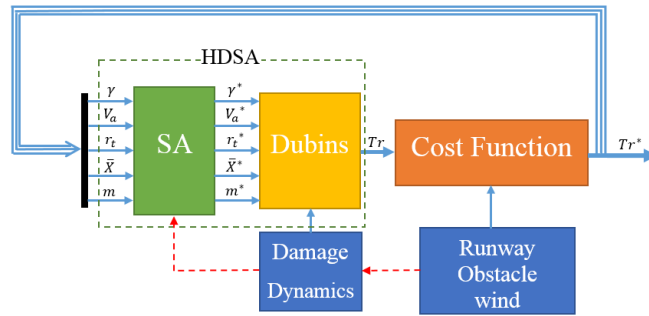 HDSA
γ
V_a
r_t
X̄
m
SA
γ*
V_a*
r_t*
X̄*
m*
Dubins
Tr
Cost Function
Tr*
Damage
Dynamics
Runway
Obstacle
wind